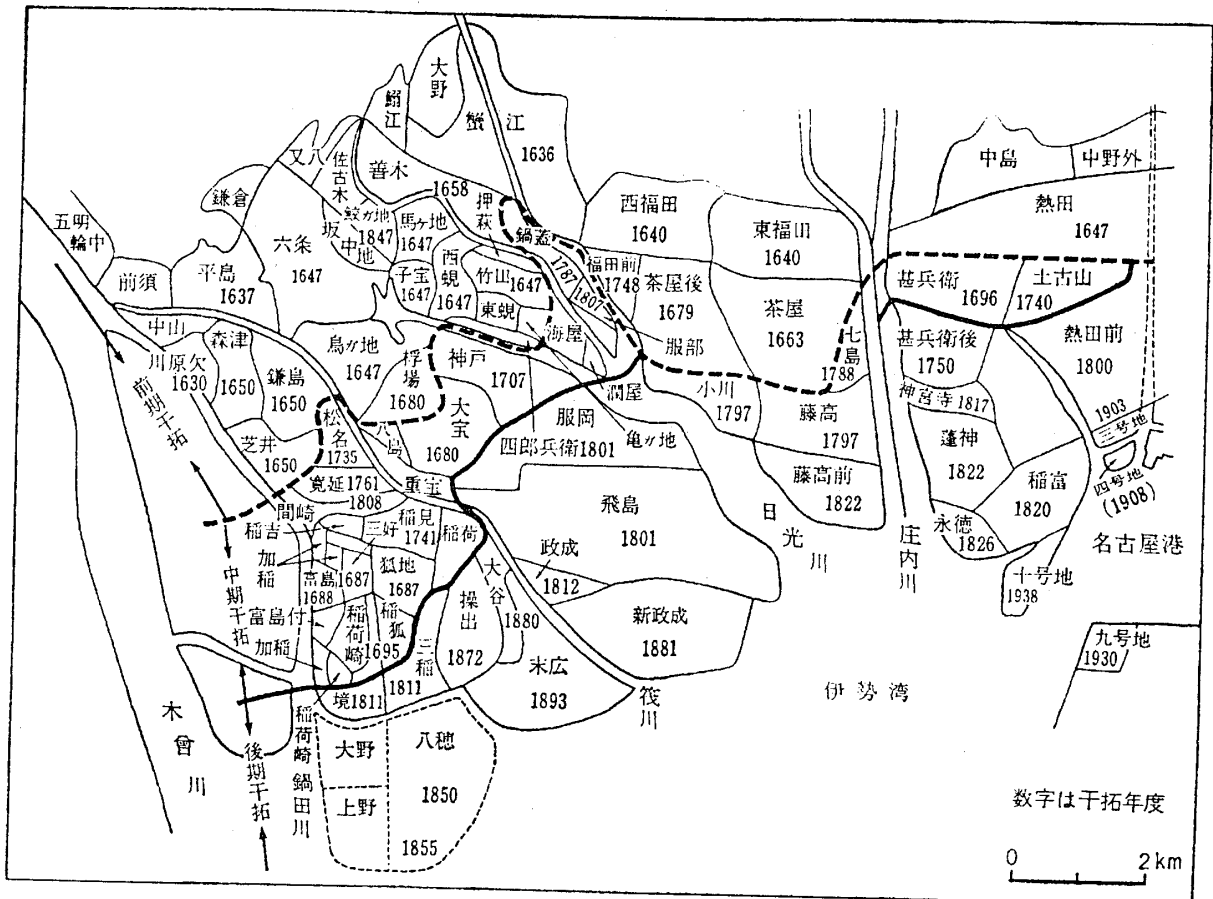 大野
鰯江
蟹江
1636
又八
佐古木
善木
1658
押萩
鍋蓋
中島
中野外
熱田
1647
鎌倉
五明
輪中
前須
平島
1637
六条
1647
坂中地
鮫ガ地
1847
馬ヶ地
1647
子宝
1647
西蜆
1647
竹山
1647
東蜆
海屋
1787
1807
福田前
1748
西福田
1640
東福田
1640
茶屋後
1679
茶屋
1663
服部
七島
1788
甚兵衛
1696
土古山
1740
熱田前
1800
甚兵衛後
1750
神宮寺1817
蓬神
1822
稲富
1820
永徳
1826
1903
三号地
四号地
(1908)
名古屋港
十号地
1938
九号地
1930
中山
川原欠
1630
森津
1650
鎌島
1650
芝井
1650
松名
1735
鳥ガ地
1647
桴場
1680
八島
大宝
1680
神戸
1707
服岡
四郎兵衛1801
潤屋
亀ガ地
小川
1797
藤高
1797
藤高前
1822
前期干拓
中期干拓
後期干拓
寛延1761
1808
重宝
間崎
稲吉
加稲
三好
1687
稲見
1741
稲荷
富島
1688
狐地
1687
富島付
加稲
稲荷崎
稲狐
1695
三稲
1811
境1811
操出
1872
大谷
1880
政成
1812
飛島
1801
新政成
1881
末広
1893
筏川
日光川
庄内川
伊勢湾
木曾川
稲荷崎
鍋田川
大野
上野
八穂
1850
1855
数字は干拓年度
0
2km